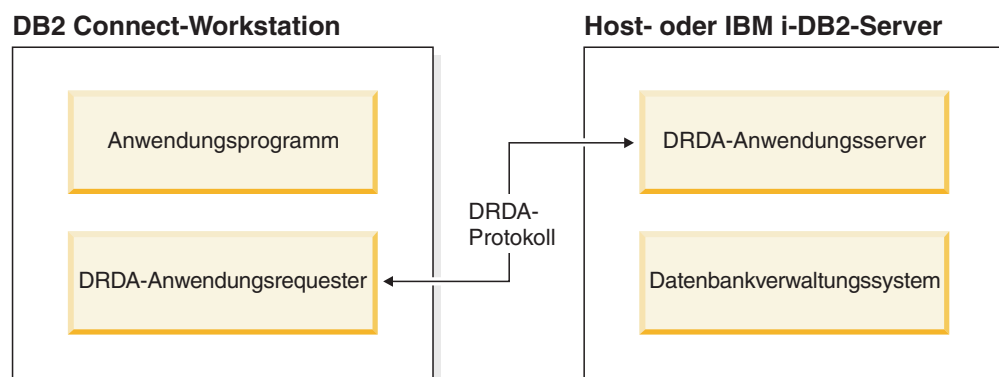 DB2 Connect-Workstation
Host- oder IBM i-DB2-Server
Anwendungsprogramm
DRDA-Anwendungsserver
DRDA-
Protokoll
DRDA-Anwendungsrequester
Datenbankverwaltungssystem